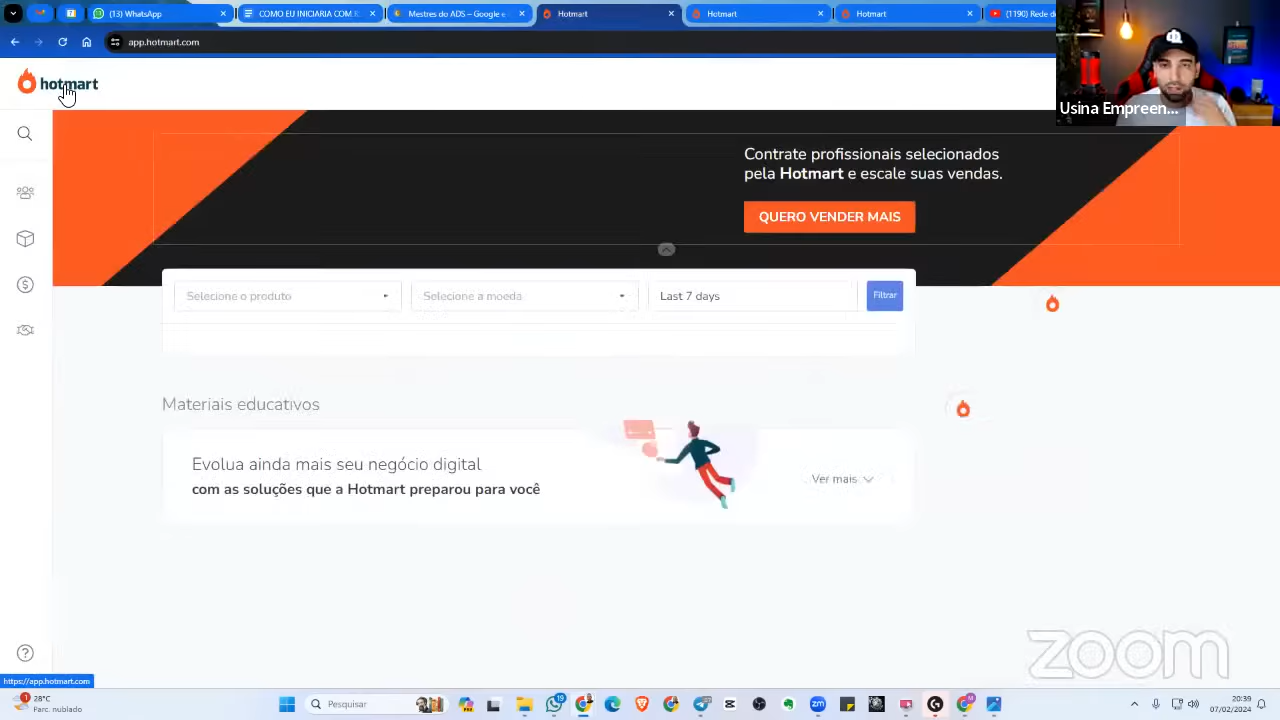 (13) WhatsApp
COMO EU INICIARIA COM
Mestres do ADS – Google e
Hotmart
Hotmart
Hotmart
(1190) Rede d
app.hotmart.com
hotmart
Usina Empreen...
Contrate profissionais selecionados
pela Hotmart e escale suas vendas.
QUERO VENDER MAIS
Selecione o produto
Selecione a moeda
Last 7 days
Filtrar
Materiais educativos
Evolua ainda mais seu negócio digital
com as soluções que a Hotmart preparou para você
Ver mais
zoom
https://app.hotmart.com
1
28°C
Parc. nublado
Pesquisar
19
zm
M
20:39
07/02/2024